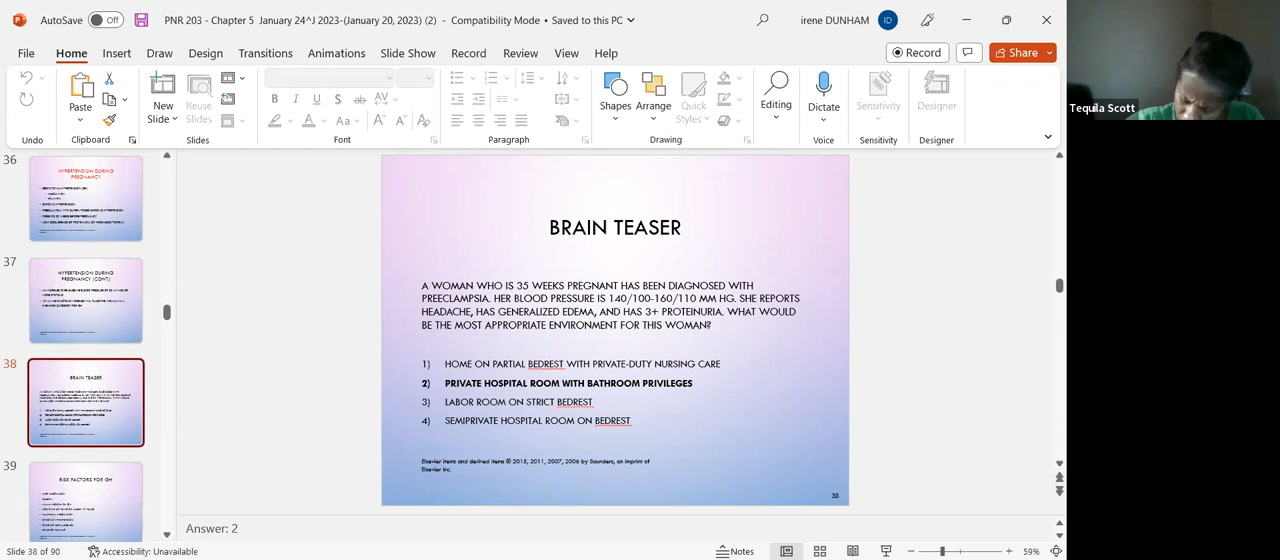 AutoSave Off PNR 203 - Chapter 5 January 24^J 2023-(January 20, 2023) (2) - Compatibility Mode • Saved to this PC irene DUNHAM ID
File Home Insert Draw Design Transitions Animations Slide Show Record Review View Help Record Share
Paste New Slide Reuse Slides Shapes Arrange Quick Styles Editing Dictate Sensitivity Designer
Undo Clipboard Slides Font Paragraph Drawing Voice Sensitivity Designer
Tequila Scott
36
HYPERTENSION DURING
PREGNANCY
37
HYPERTENSION DURING
PREGNANCY (CONT.)
38
BRAIN TEASER
39
RISK FACTORS FOR GH
BRAIN TEASER
A WOMAN WHO IS 35 WEEKS PREGNANT HAS BEEN DIAGNOSED WITH
PREECLAMPSIA. HER BLOOD PRESSURE IS 140/100-160/110 MM HG. SHE REPORTS
HEADACHE, HAS GENERALIZED EDEMA, AND HAS 3+ PROTEINURIA. WHAT WOULD
BE THE MOST APPROPRIATE ENVIRONMENT FOR THIS WOMAN?
1) HOME ON PARTIAL BEDREST WITH PRIVATE-DUTY NURSING CARE
2) PRIVATE HOSPITAL ROOM WITH BATHROOM PRIVILEGES
3) LABOR ROOM ON STRICT BEDREST
4) SEMIPRIVATE HOSPITAL ROOM ON BEDREST
Elsevier items and derived items © 2015, 2011, 2007, 2006 by Saunders, an imprint of
Elsevier Inc.
38
Answer: 2
Slide 38 of 90 Accessibility: Unavailable Notes 59%